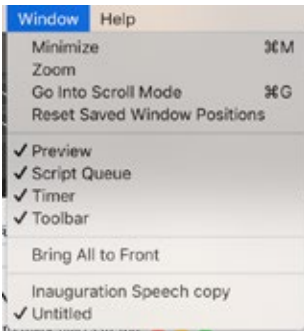 Window Help
Minimize ⌘M
Zoom
Go Into Scroll Mode ⌘G
Reset Saved Window Positions
✓ Preview
✓ Script Queue
✓ Timer
✓ Toolbar
Bring All to Front
Inauguration Speech copy
✓ Untitled